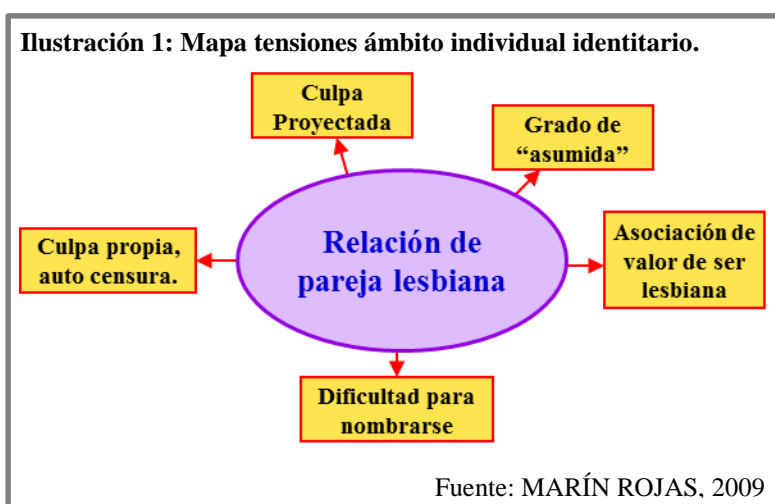 Ilustración 1: Mapa tensiones ámbito individual identitario.
Culpa
Proyectada
Grado de
“asumida”
Culpa propia,
auto censura.
Relación de
pareja lesbiana
Asociación de
valor de ser
lesbiana
Dificultad para
nombrarse
Fuente: MARÍN ROJAS, 2009